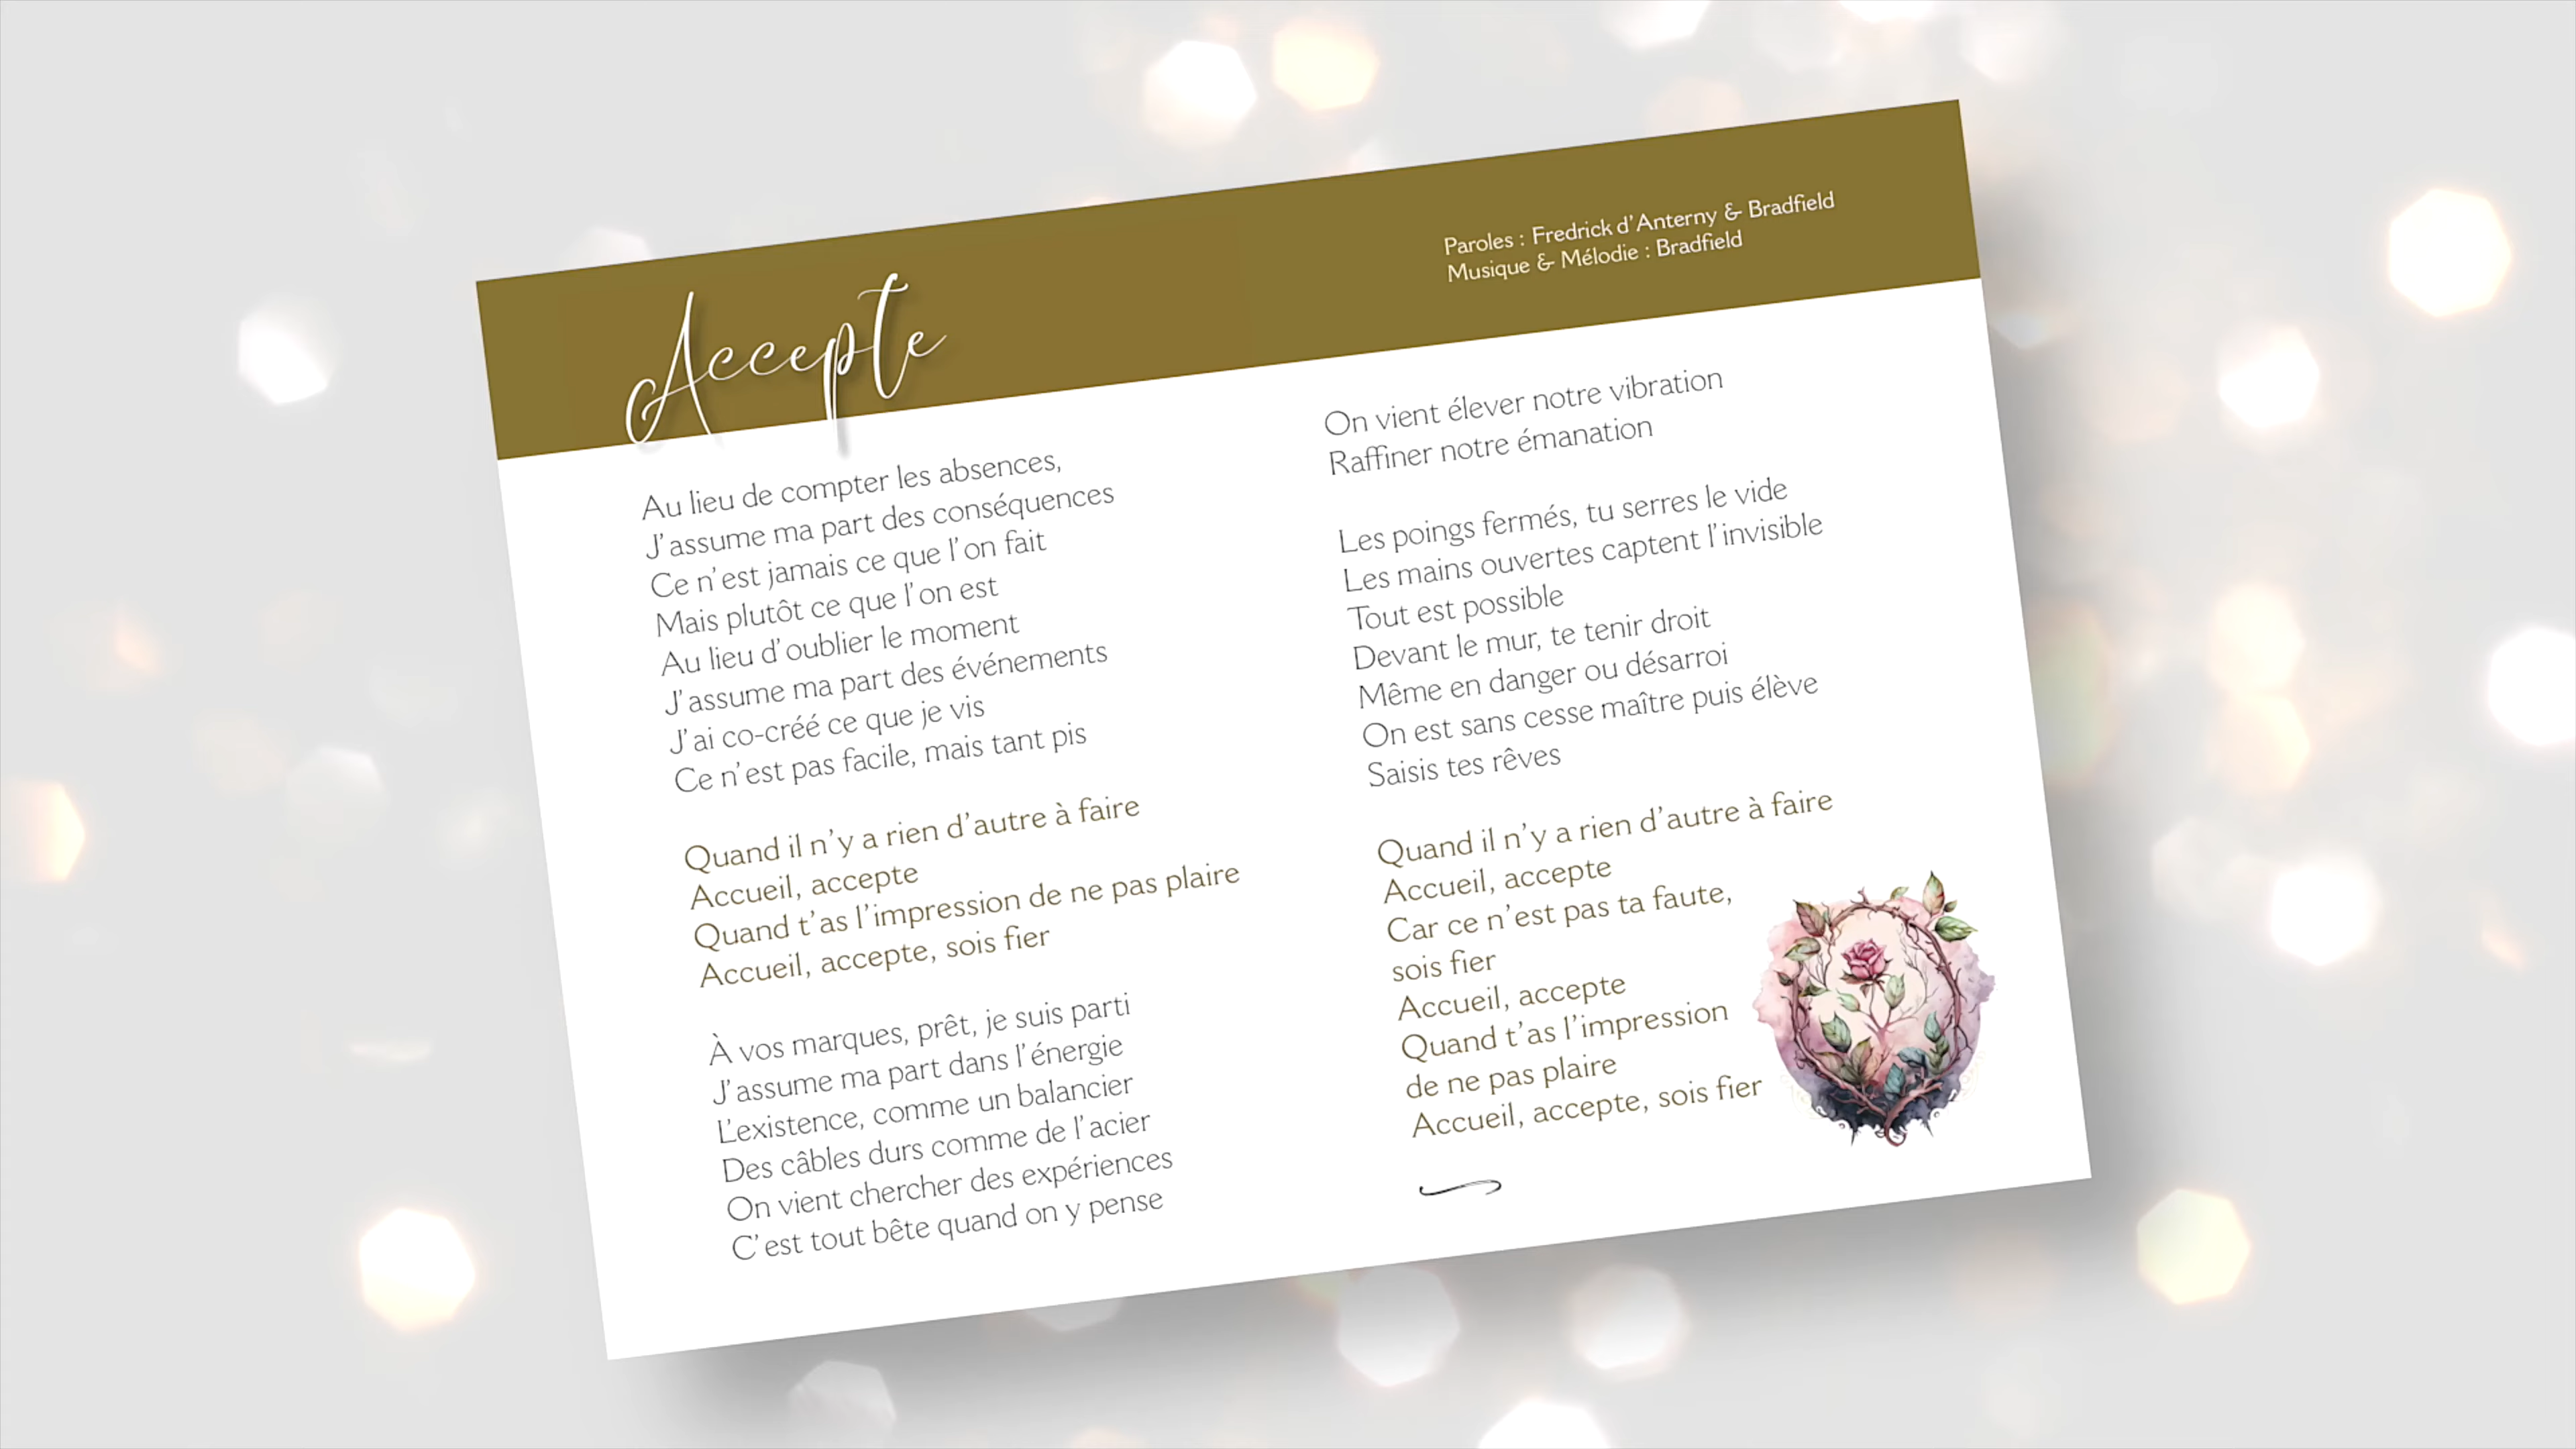 Accepte
Paroles : Fredrick d'Anterny & Bradfield
Musique & Mélodie : Bradfield
Au lieu de compter les absences,
J'assume ma part des conséquences
Ce n'est jamais ce que l'on fait
Mais plutôt ce que l'on est
Au lieu d'oublier le moment
J'assume ma part des événements
J'ai co-créé ce que je vis
Ce n'est pas facile, mais tant pis
Quand il n'y a rien d'autre à faire
Accueil, accepte
Quand t'as l'impression de ne pas plaire
Accueil, accepte, sois fier
À vos marques, prêt, je suis parti
J'assume ma part dans l'énergie
L'existence, comme un balancier
Des câbles durs comme de l'acier
On vient chercher des expériences
C'est tout bête quand on y pense
On vient élever notre vibration
Raffiner notre émanation
Les poings fermés, tu serres le vide
Les mains ouvertes captent l'invisible
Tout est possible
Devant le mur, te tenir droit
Même en danger ou désarroi
On est sans cesse maître puis élève
Saisis tes rêves
Quand il n'y a rien d'autre à faire
Accueil, accepte
Car ce n'est pas ta faute,
sois fier
Accueil, accepte
Quand t'as l'impression
de ne pas plaire
Accueil, accepte, sois fier